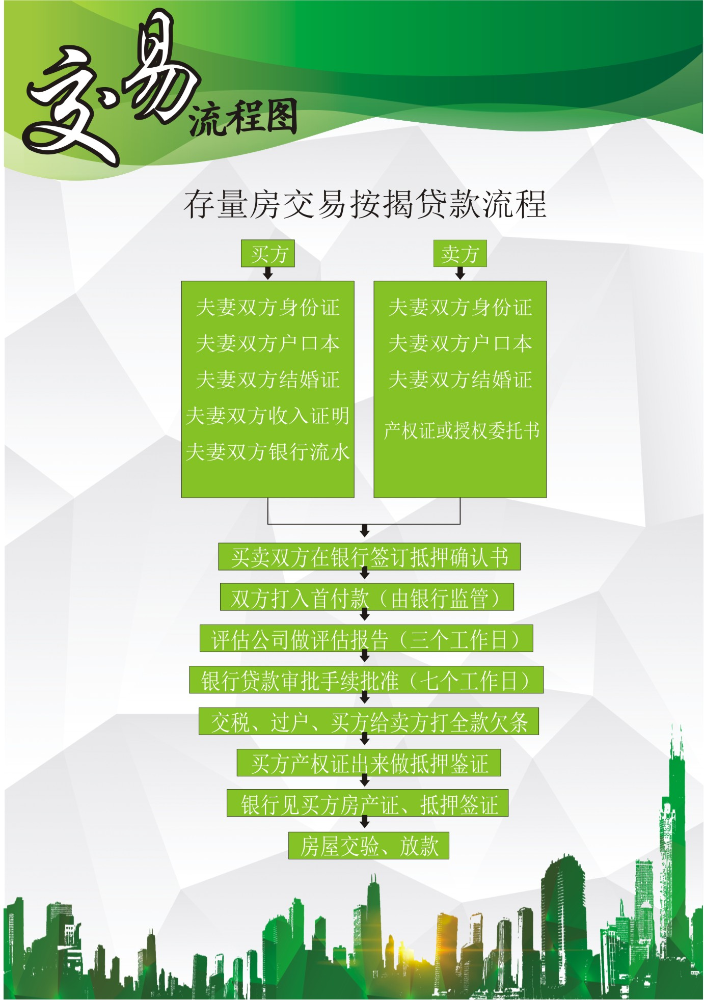 交易
流程图
存量房交易按揭贷款流程
买方
夫妻双方身份证
夫妻双方户口本
夫妻双方结婚证
夫妻双方收入证明
夫妻双方银行流水
卖方
夫妻双方身份证
夫妻双方户口本
夫妻双方结婚证
产权证或授权委托书
买卖双方在银行签订抵押确认书
双方打入首付款（由银行监管）
评估公司做评估报告（三个工作日）
银行贷款审批手续批准（七个工作日）
交税、过户、买方给卖方打全款欠条
买方产权证出来做抵押鉴证
银行见买方房产证、抵押签证
房屋交验、放款